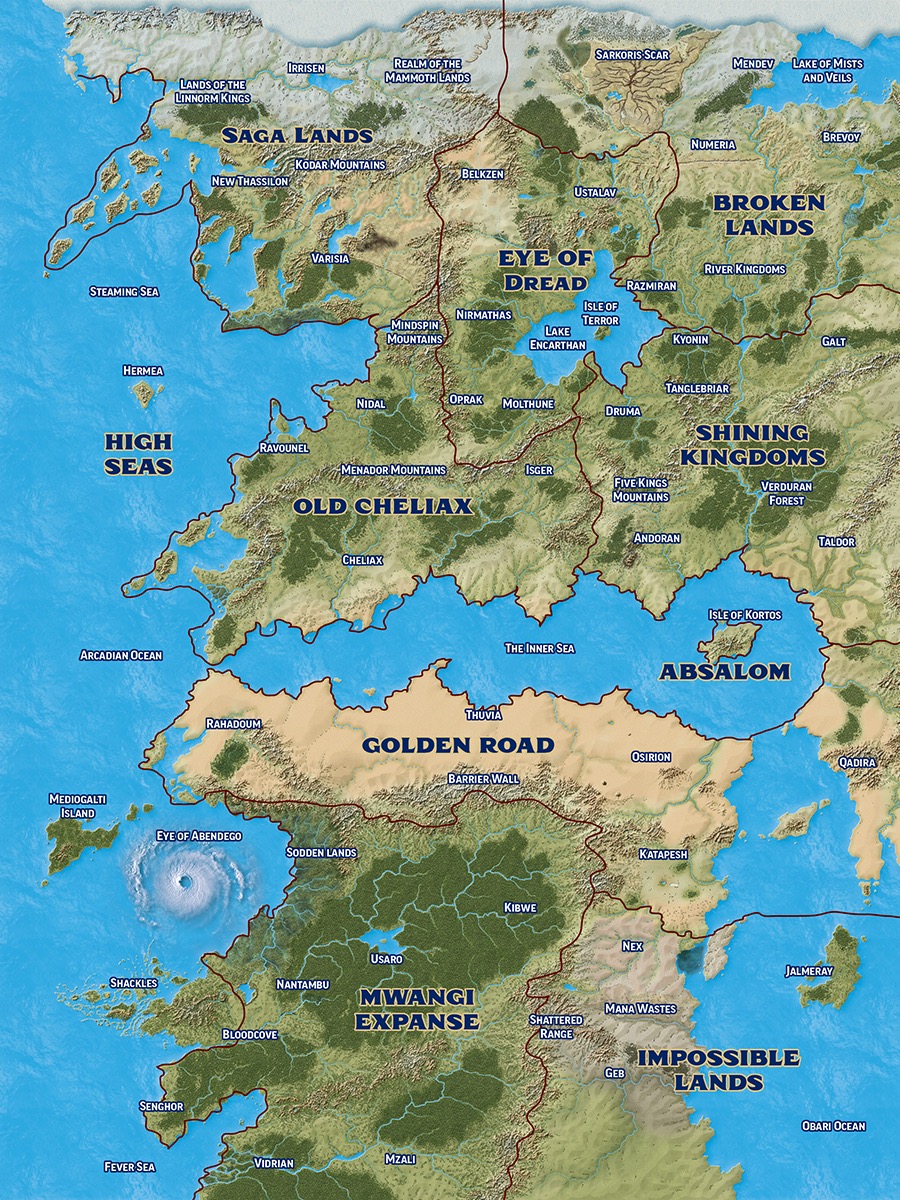 Sarkoris Scar
Irrisen
Realm of the
Mammoth Lands
Mendev
Lake of Mists
and Veils
Lands of the
Linnorm Kings
Saga Lands
Numeria
Brevoy
Kodar Mountains
Belkzen
New Thassilon
Ustalav
Broken
Lands
Varisia
Eye of
Dread
River Kingdoms
Razmiran
Steaming Sea
Nirmathas
Isle of
Terror
Mindspin
Mountains
Lake
Encarthan
Kyonin
Galt
Hermea
Tanglebriar
Nidal
Oprak
Molthune
Druma
High
Seas
Ravounel
Shining
Kingdoms
Menador Mountains
Isger
Five Kings
Mountains
Verduran
Forest
Old Cheliax
Andoran
Taldor
Cheliax
Isle of Kortos
Arcadian Ocean
The Inner Sea
Absalom
Rahadoum
Thuvia
Golden Road
Osirion
Qadira
Barrier Wall
Mediogalti
Island
Eye of Abendego
Sodden Lands
Katapesh
Kibwe
Nex
Usaro
Jalmeray
Shackles
Nantambu
Mwangi
Expanse
Mana Wastes
Shattered
Range
Bloodcove
Impossible
Lands
Geb
Senghor
Obari Ocean
Fever Sea
Vidrian
Mzali